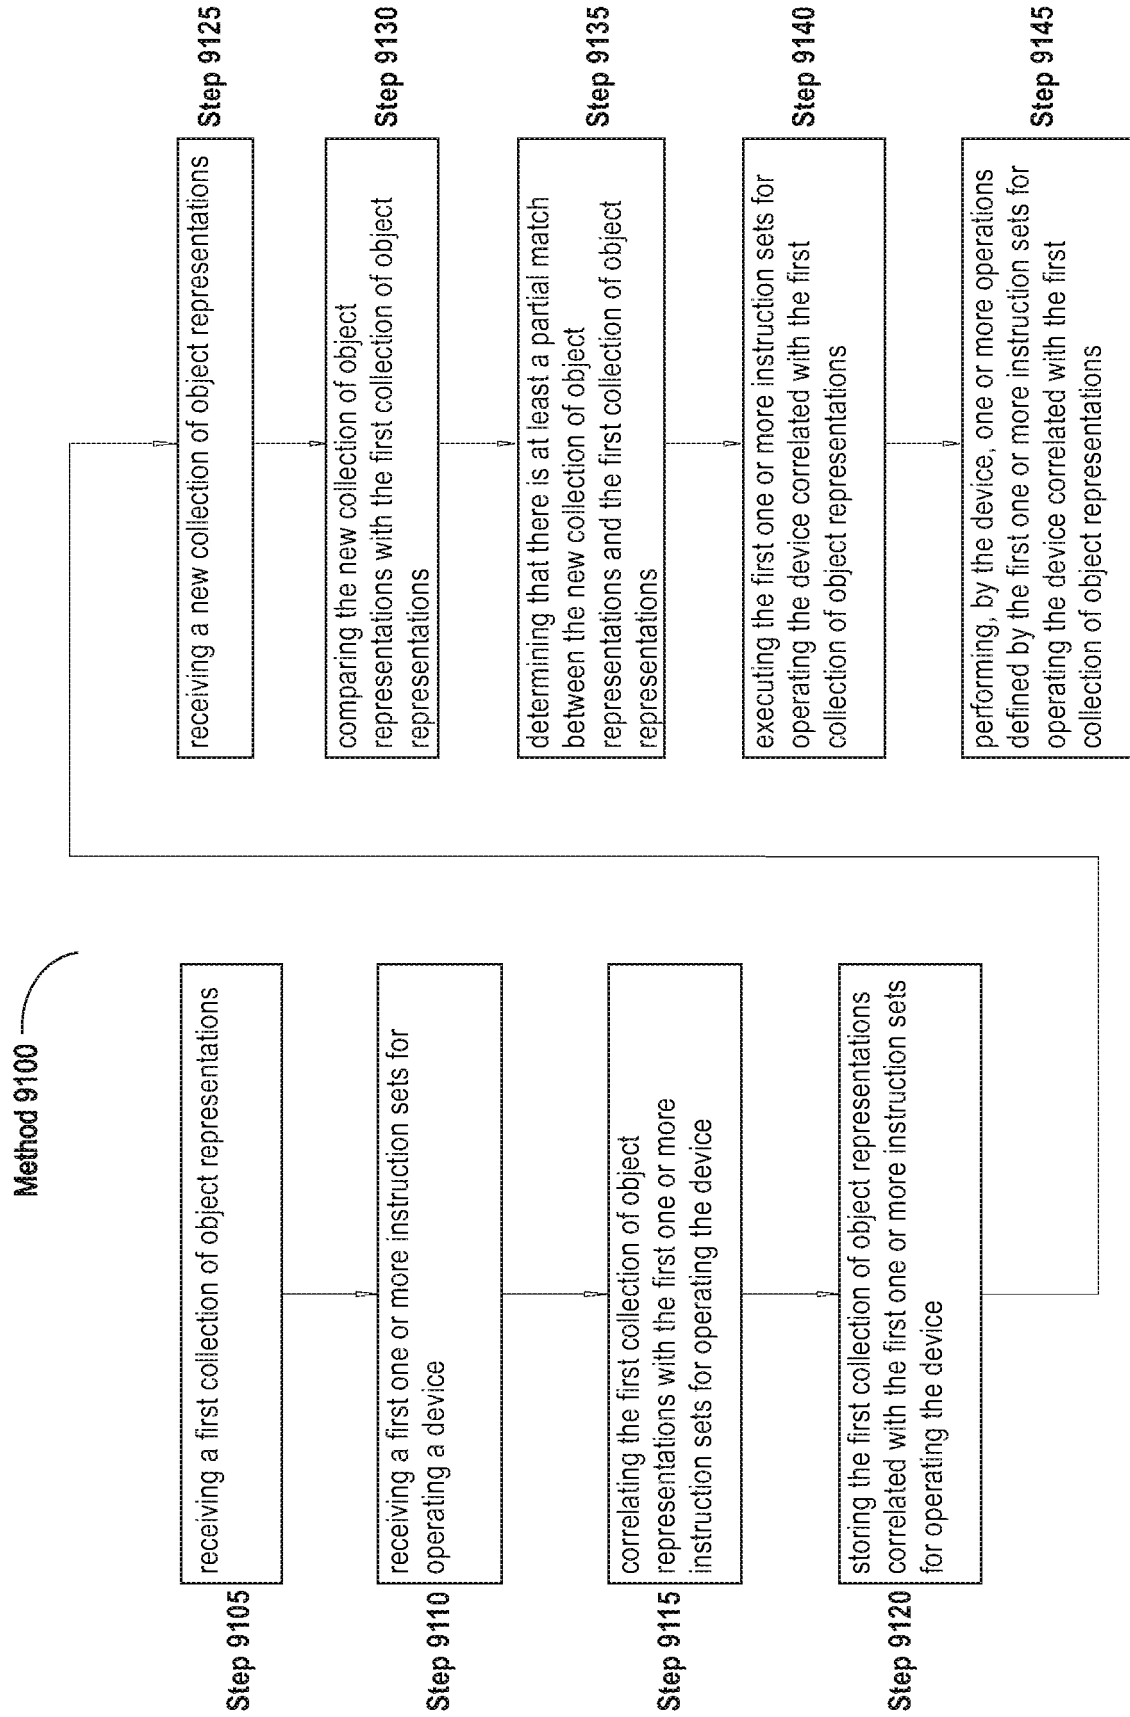 Method 9100
Step 9105
receiving a first collection of object representations
Step 9110
receiving a first one or more instruction sets for
operating a device
Step 9115
correlating the first collection of object
representations with the first one or more
instruction sets for operating the device
Step 9120
storing the first collection of object representations
correlated with the first one or more instruction sets
for operating the device
receiving a new collection of object representations
Step 9125
comparing the new collection of object
representations with the first collection of object
representations
Step 9130
determining that there is at least a partial match
between the new collection of object
representations and the first collection of object
representations
Step 9135
executing the first one or more instruction sets for
operating the device correlated with the first
collection of object representations
Step 9140
performing, by the device, one or more operations
defined by the first one or more instruction sets for
operating the device correlated with the first
collection of object representations
Step 9145